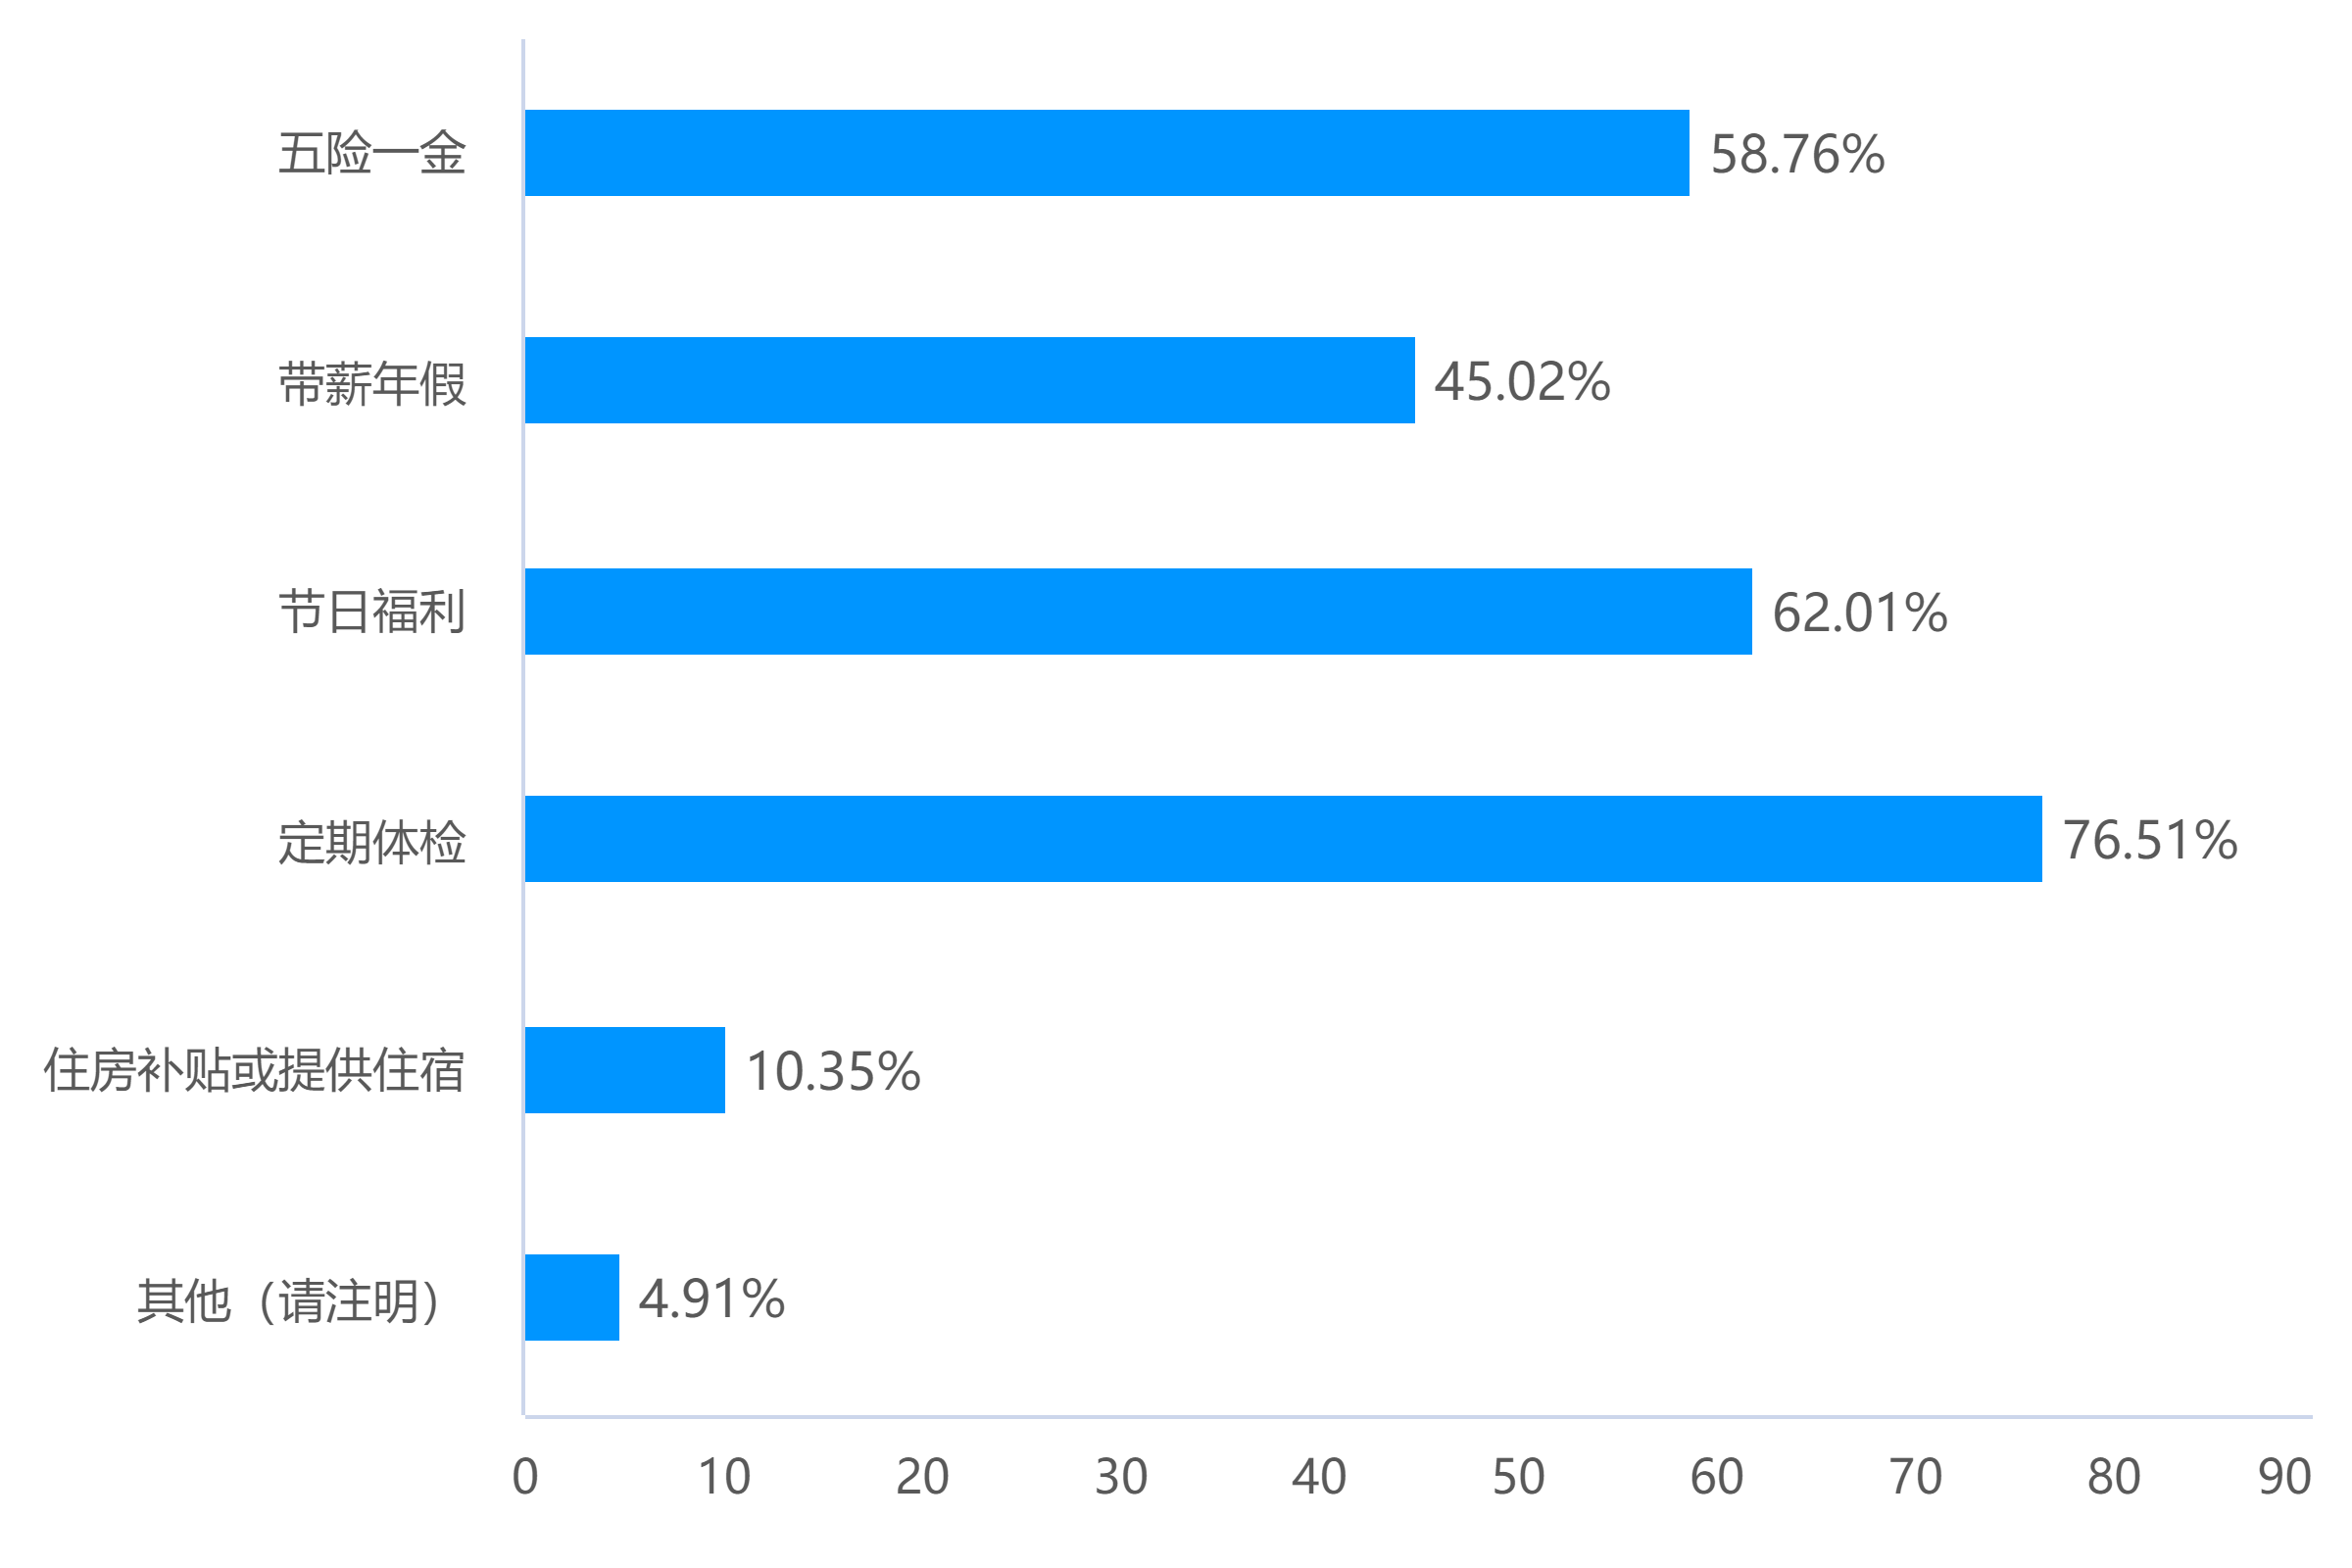 五险一金 58.76%
带薪年假 45.02%
节日福利 62.01%
定期体检 76.51%
住房补贴或提供住宿 10.35%
其他（请注明） 4.91%
0 10 20 30 40 50 60 70 80 90